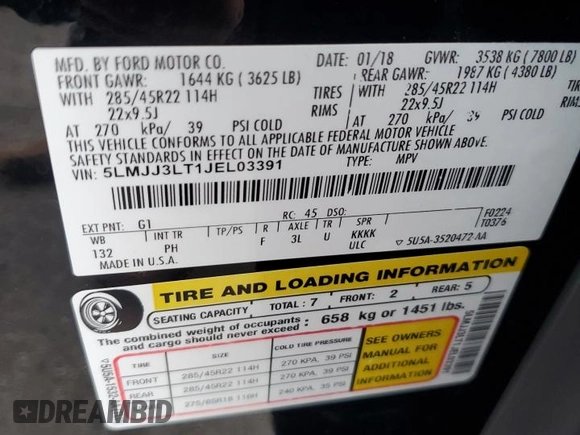 MFD. BY FORD MOTOR CO.
DATE: 01/18 GVWR: 3538 KG ( 7800 LB)
FRONT GAWR: 1644 KG ( 3625 LB)
REAR GAWR: 1987 KG ( 4380 LB)
WITH 285/45R22 114H TIRES
WITH 285/45R22 114H
22x9.5J RIMS
22x9.5J
AT 270 kPa/ 39 PSI COLD
AT 270 kPa/ 39 PSI COLD
THIS VEHICLE CONFORMS TO ALL APPLICABLE FEDERAL MOTOR VEHICLE
SAFETY STANDARDS IN EFFECT ON THE DATE OF MANUFACTURE SHOWN ABOVE.
VIN: 5LMJJ3LT1JEL03391 TYPE: MPV
EXT PNT: G1 RC: 45 DSO: F0224
WB INT TR TP/PS R AXLE TR SPR T0376
132 PH F 3L U KKKK
ULC
MADE IN U.S.A. 5U5A-3520472-AA
TIRE AND LOADING INFORMATION
SEATING CAPACITY TOTAL: 7 FRONT: 2 REAR: 5
The combined weight of occupants
and cargo should never exceed: 658 kg or 1451 lbs.
TIRE SIZE COLD TIRE PRESSURE
FRONT 285/45R22 114H 270 KPA, 39 PSI
REAR 285/45R22 114H 270 KPA, 39 PSI
240 KPA, 35 PSI
SEE OWNERS
MANUAL FOR
ADDITIONAL
INFORMATION
DREAMBID